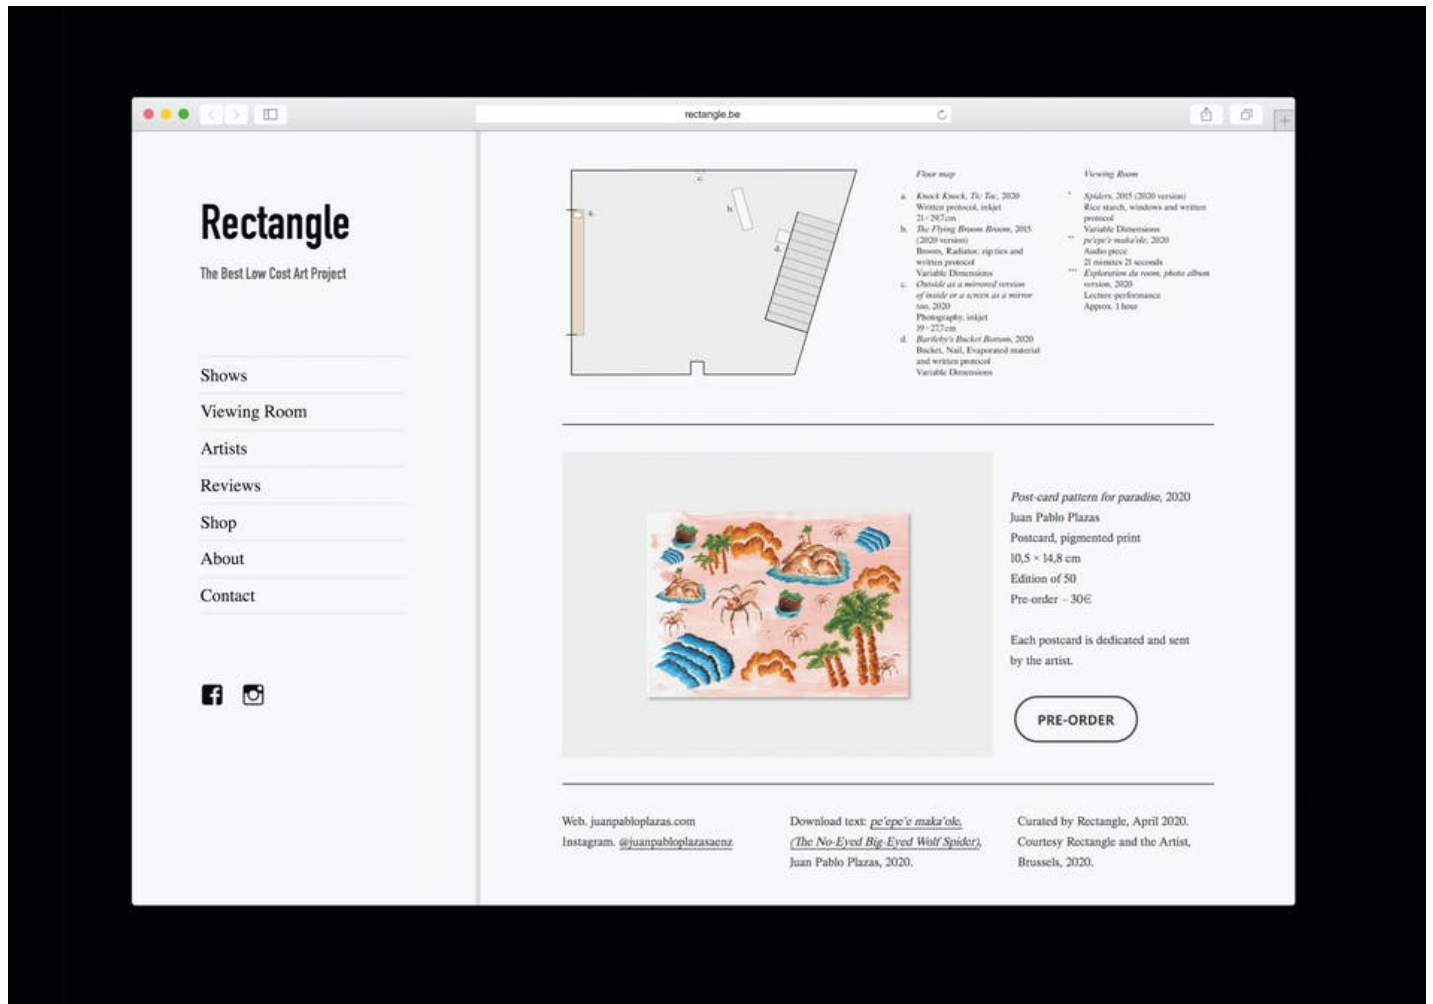 rectangle.be
Rectangle
The Best Low Cost Art Project
Shows
Viewing Room
Artists
Reviews
Shop
About
Contact
a.
b.
c.
d.
Floor map
a. Knock Knock, Tic Tac, 2020
Written protocol, inkjet
21 × 29,7 cm
b. The Flying Broom Broom, 2015
(2020 version)
Broom, Radiator, zip ties and
written protocol
Variable Dimensions
c. Outside as a mirrored version
of inside or a screen as a mirror
too, 2020
Photography, inkjet
19 × 27,7 cm
d. Bartleby's Bucket Bottom, 2020
Bucket, Nail, Evaporated material
and written protocol
Variable Dimensions
Viewing Room
* Spiders, 2015 (2020 version)
Rice starch, windows and written
protocol
Variable Dimensions
** pe'epe'e maka'ole, 2020
Audio piece
21 minutes 21 seconds
*** Exploration du room, photo album
version, 2020
Lecture-performance
Approx. 1 hour
Post-card pattern for paradise, 2020
Juan Pablo Plazas
Postcard, pigmented print
10,5 × 14,8 cm
Edition of 50
Pre-order – 30€
Each postcard is dedicated and sent
by the artist.
PRE-ORDER
Web. juanpabloplazas.com
Instagram. @juanpabloplazasaenz
Download text: pe'epe'e maka'ole,
(The No-Eyed Big-Eyed Wolf Spider),
Juan Pablo Plazas, 2020.
Curated by Rectangle, April 2020.
Courtesy Rectangle and the Artist,
Brussels, 2020.